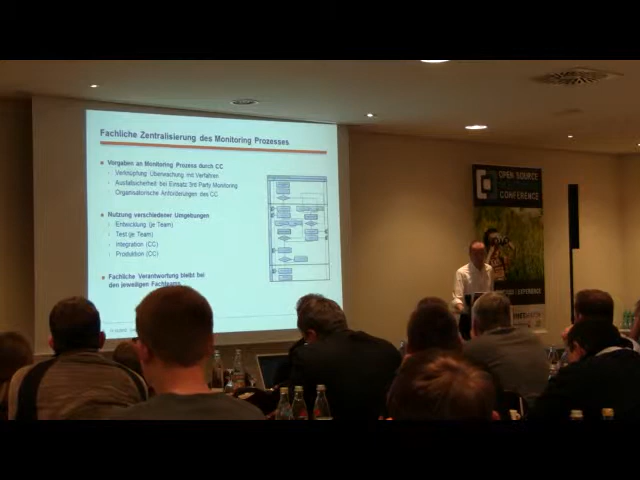 Fachliche Zentralisierung des Monitoring Prozesses
Vorgaben an Monitoring Prozess durch CC
Verknüpfung Überwachung mit Verfahren
Ausfallsicherheit bei Einsatz 3rd Party Monitoring
Organisatorische Anforderungen des CC
Nutzung verschiedener Umgebungen
Entwicklung (je Team)
Test (je Team)
Integration (CC)
Produktion (CC)
Fachliche Verantwortung bleibt bei
den jeweiligen Fachteams
OPEN SOURCE
CONFERENCE
EXPERIENCE